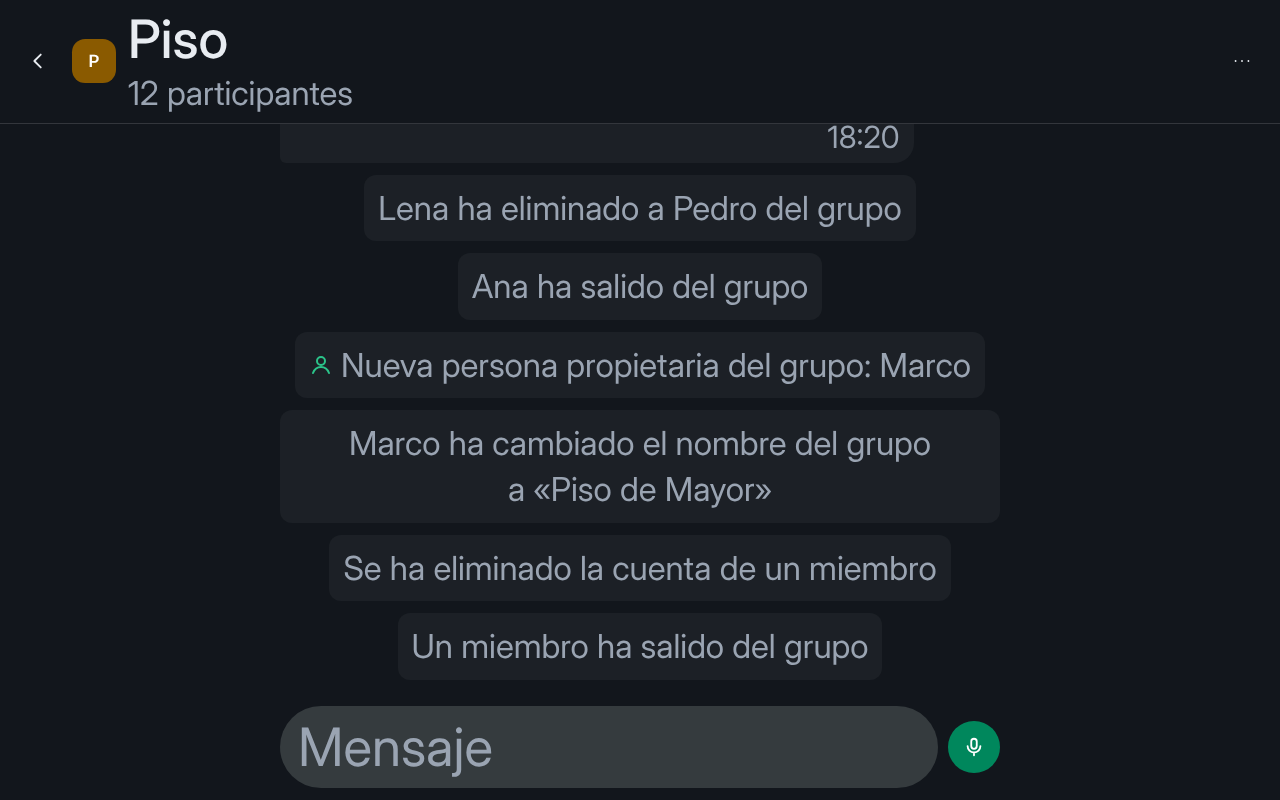 P
Piso
12 participantes
...
18:20
Lena ha eliminado a Pedro del grupo
Ana ha salido del grupo
Nueva persona propietaria del grupo: Marco
Marco ha cambiado el nombre del grupo
a «Piso de Mayor»
Se ha eliminado la cuenta de un miembro
Un miembro ha salido del grupo
Mensaje